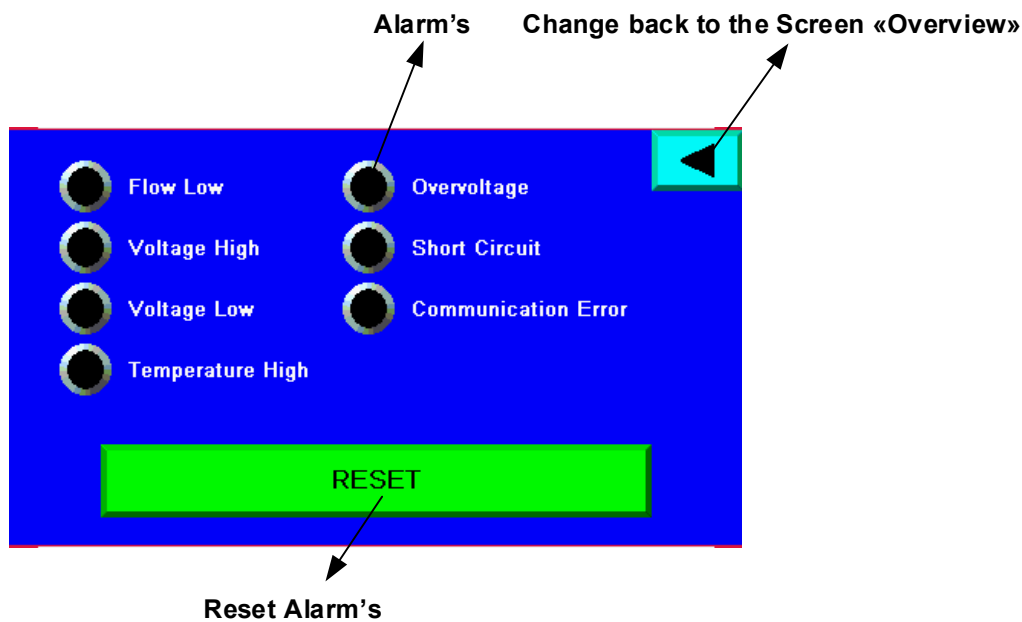 Alarm's
Change back to the Screen «Overview»
Flow Low
Overvoltage
Voltage High
Short Circuit
Voltage Low
Communication Error
Temperature High
RESET
Reset Alarm's